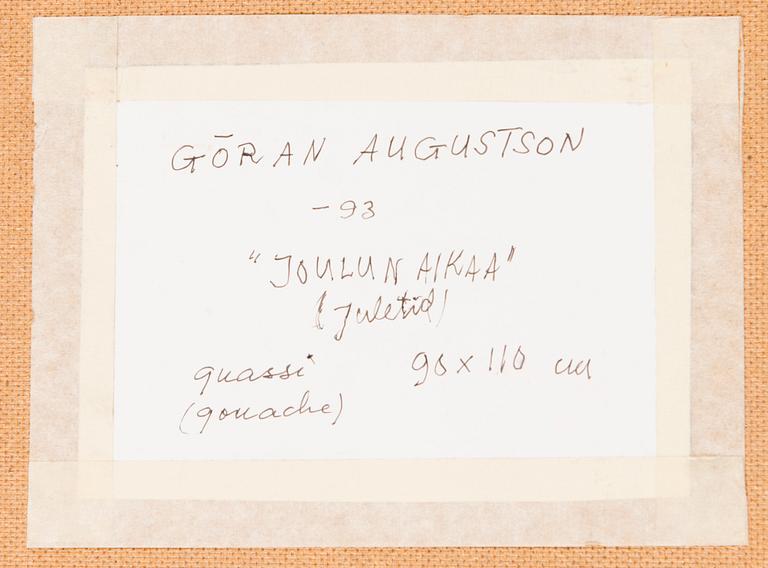 GÖRAN AUGUSTSON
-93
"JOULUN AIKAA"
(juletid)
guassi 90 x 110 cm
(gouache)